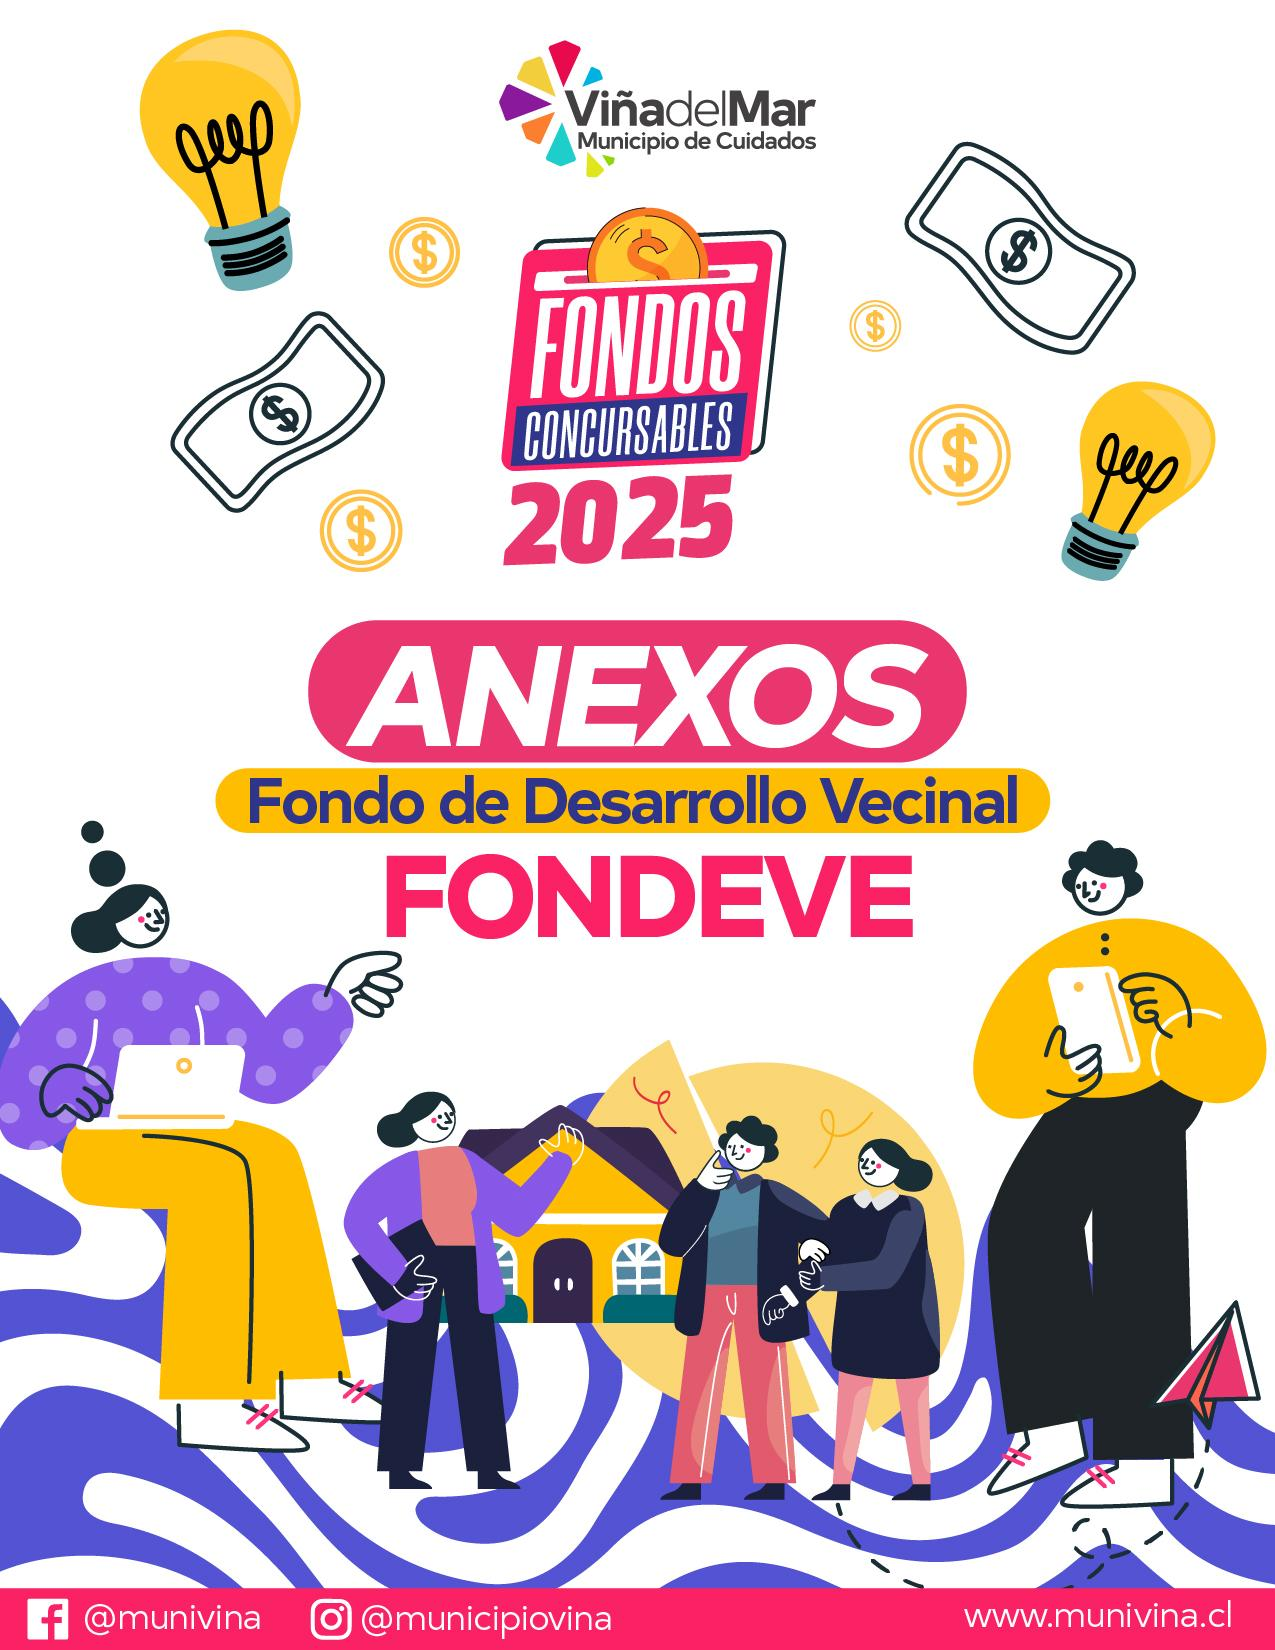 ViñadelMar
Municipio de Cuidados
FONDOS
CONCURSABLES
2025
ANEXOS
Fondo de Desarrollo Vecinal
FONDEVE
@munivina @municipiovina www.munivina.cl